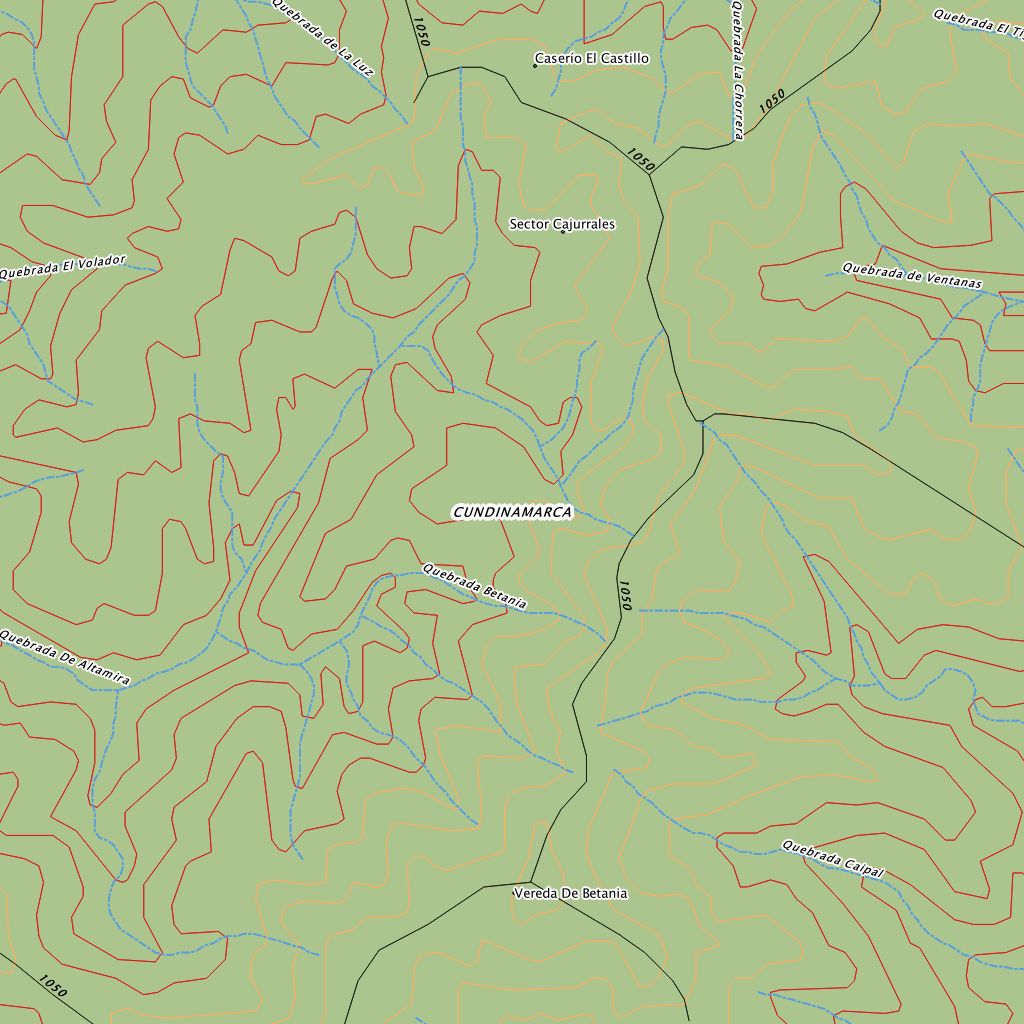 Quebrada de La Luz
1050
Quebrada La Chorrera
Quebrada El Ti
Caserío El Castillo
1050
1050
Sector Cajurrales
Quebrada El Volador
Quebrada de Ventanas
CUNDINAMARCA
Quebrada Betania
1050
Quebrada De Altamira
Quebrada Caipal
Vereda De Betania
1050